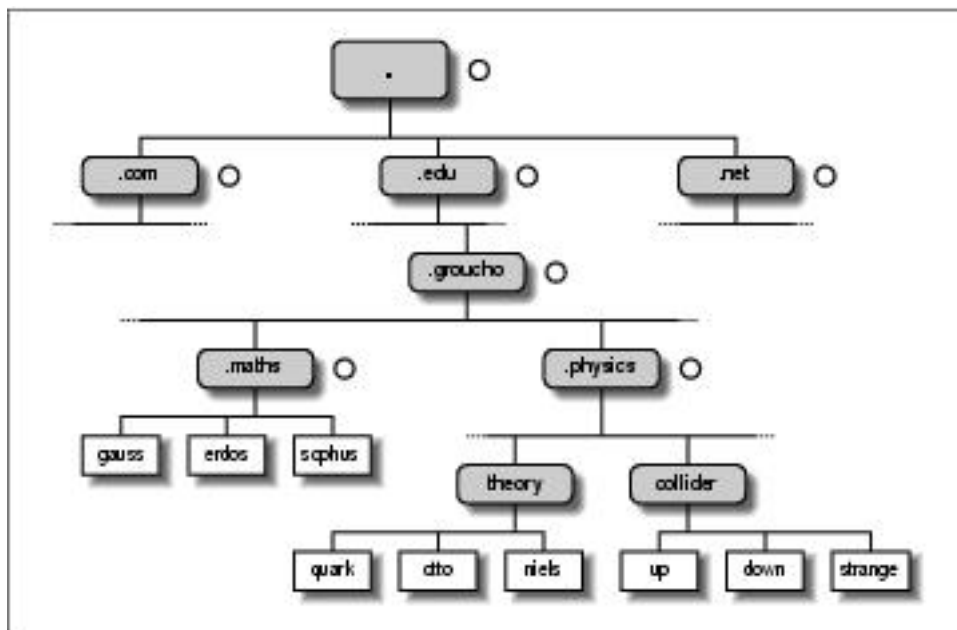 .
.com
.edu
.net
.groucho
.maths
.physics
gauss
erdos
sophus
theory
collider
quark
otto
niels
up
down
strange